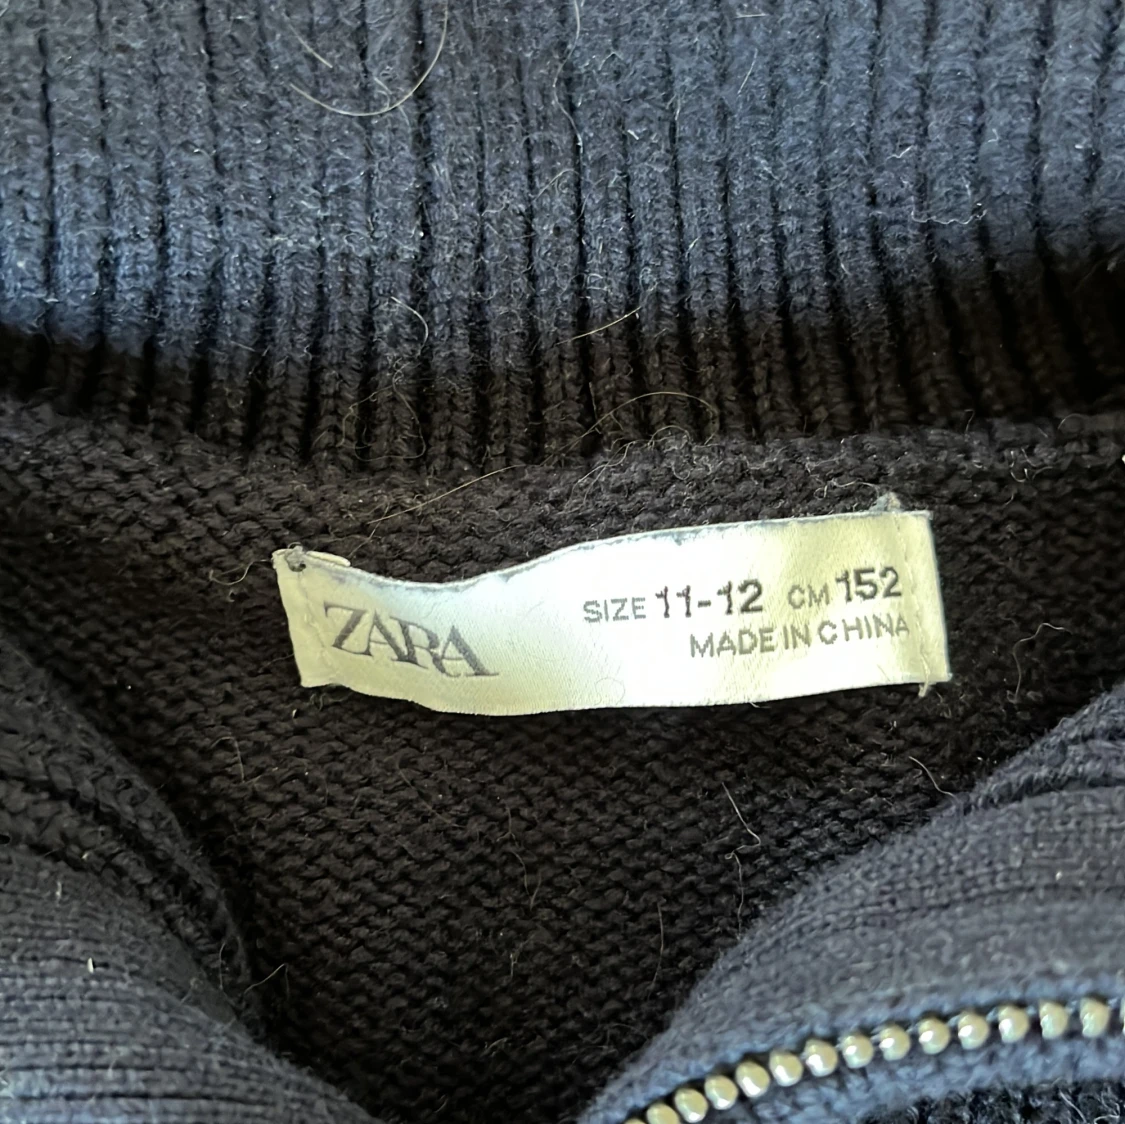 ZARA
SIZE 11-12 CM 152
MADE IN CHINA